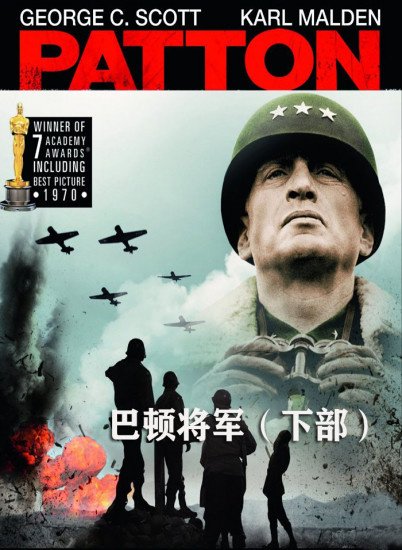 GEORGE C. SCOTT KARL MALDEN
PATTON
WINNER OF
7 ACADEMY
AWARDS®
INCLUDING
BEST PICTURE
• 1970 •
巴顿将军（下部）